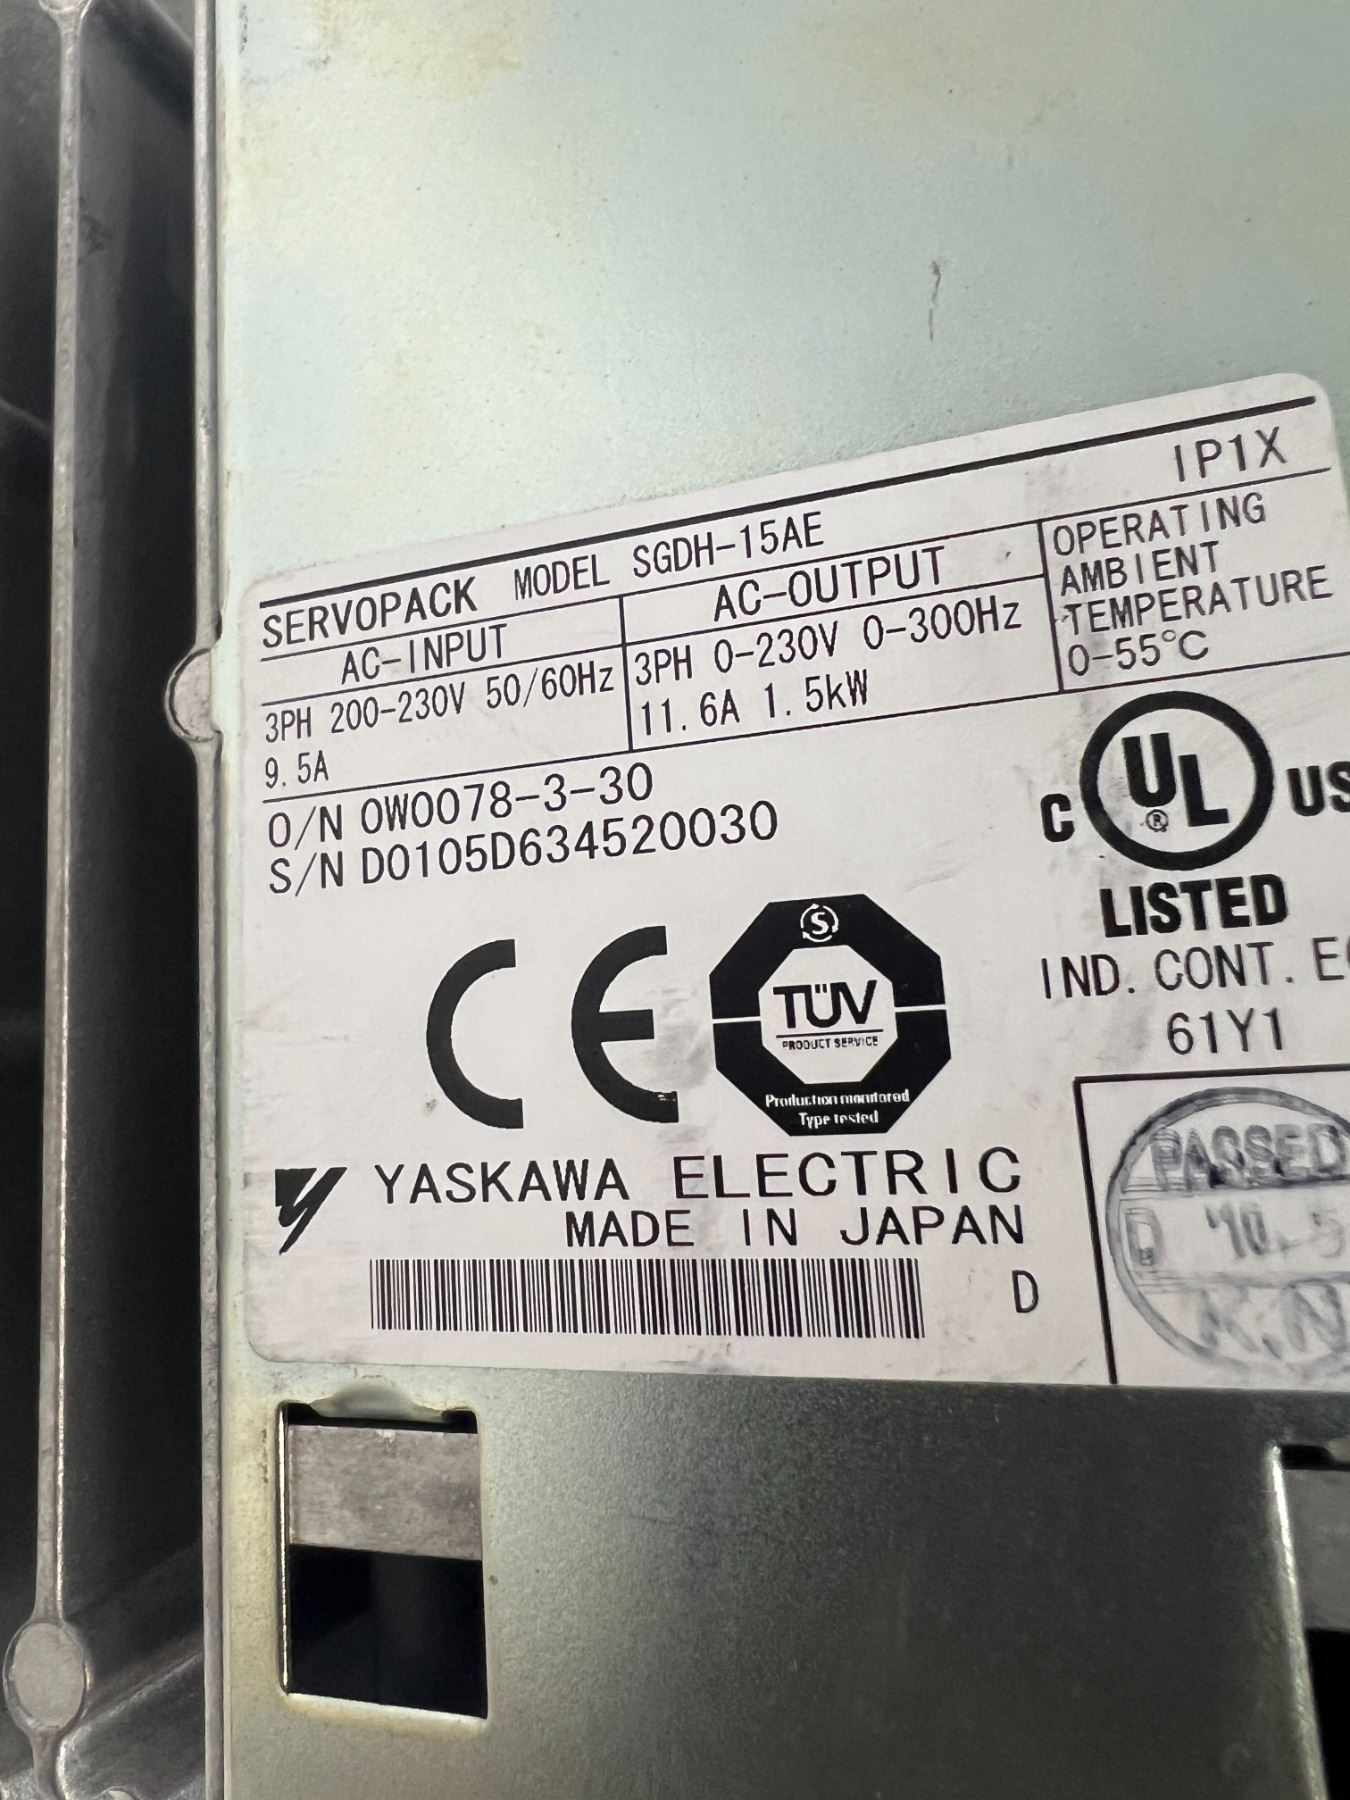 IP1X
SERVOPACK MODEL SGDH-15AE
AC-INPUT
3PH 200-230V 50/60Hz
9.5A
AC-OUTPUT
3PH 0-230V 0-300Hz
11.6A 1.5kW
OPERATING
AMBIENT
TEMPERATURE
0-55°C
O/N 0W0078-3-30
S/N D0105D634520030
C UL ® US
LISTED
IND. CONT.
61Y1
CE
S
TÜV
PRODUCT SERVICE
Production monitored
Type tested
YASKAWA ELECTRIC
MADE IN JAPAN
D
PASSED
D '10. 5
K.N